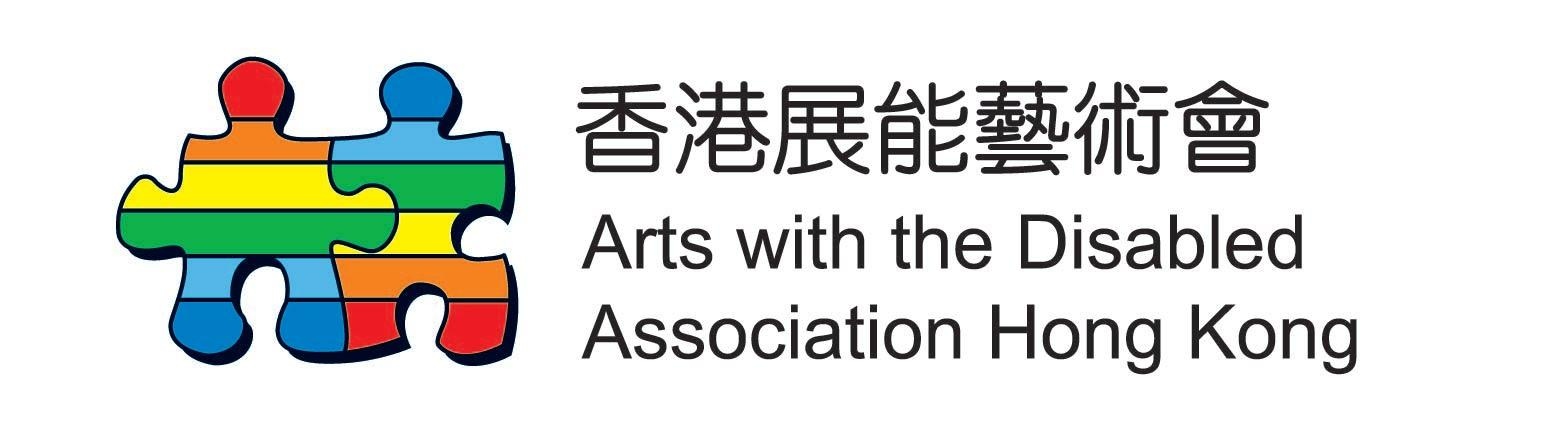 香港展能藝術會
Arts with the Disabled
Association Hong Kong